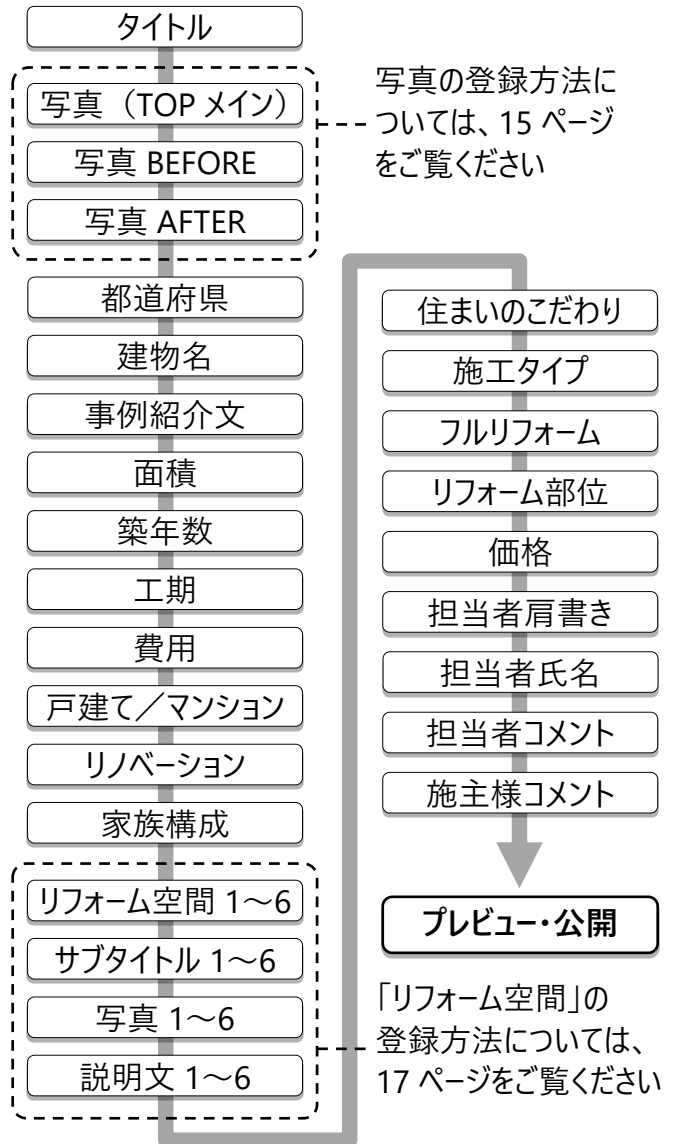 タイトル
写真（TOP メイン）
写真 BEFORE
写真 AFTER
写真の登録方法に
ついては、15 ページ
をご覧ください
都道府県
建物名
事例紹介文
面積
築年数
工期
費用
戸建て／マンション
リノベーション
家族構成
リフォーム空間 1～6
サブタイトル 1～6
写真 1～6
説明文 1～6
住まいのこだわり
施工タイプ
フルリフォーム
リフォーム部位
価格
担当者肩書き
担当者氏名
担当者コメント
施主様コメント
プレビュー・公開
「リフォーム空間」の
登録方法については、
17 ページをご覧ください